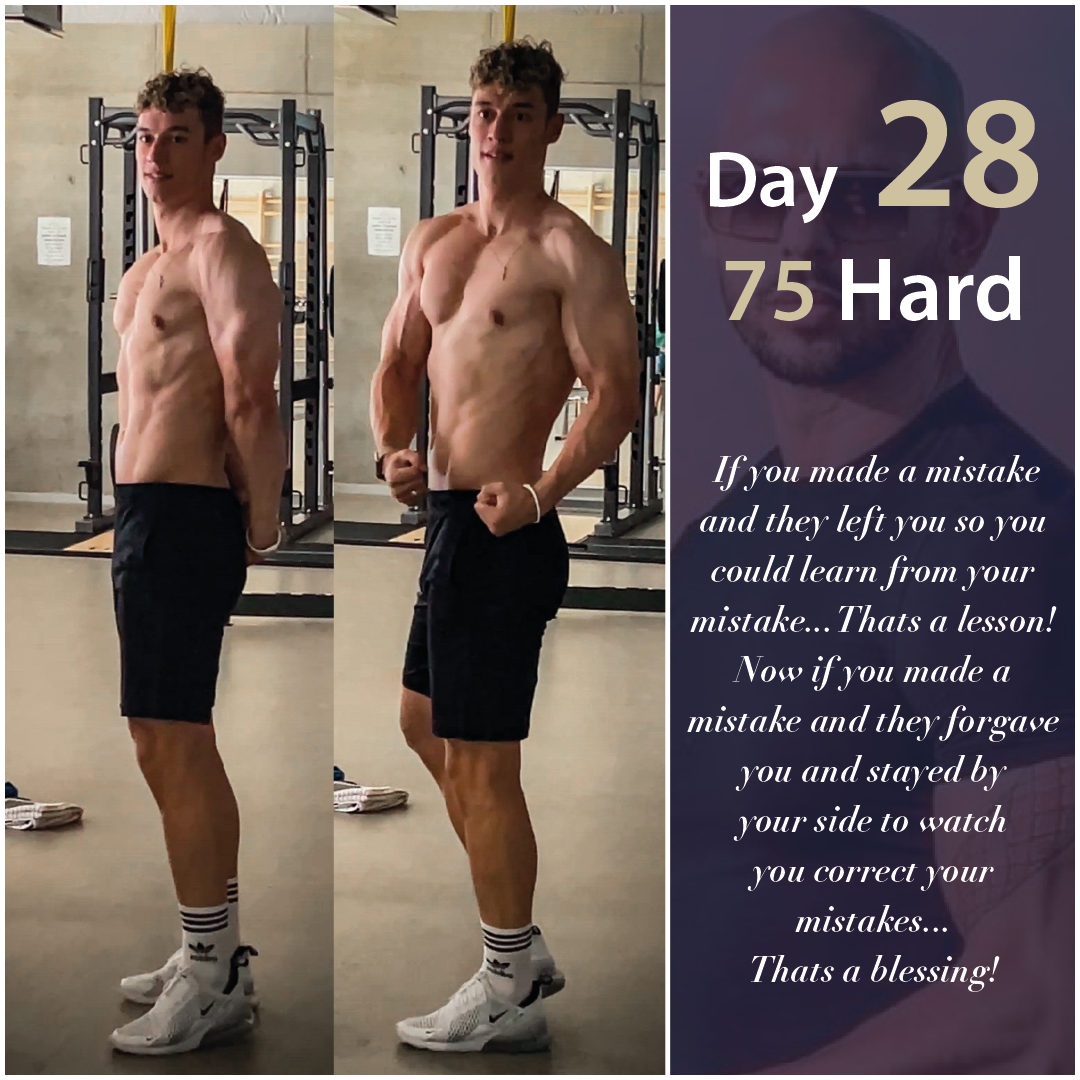 Day 28
75 Hard
If you made a mistake
and they left you so you
could learn from your
mistake... Thats a lesson!
Now if you made a
mistake and they forgave
you and stayed by
your side to watch
you correct your
mistakes...
Thats a blessing!